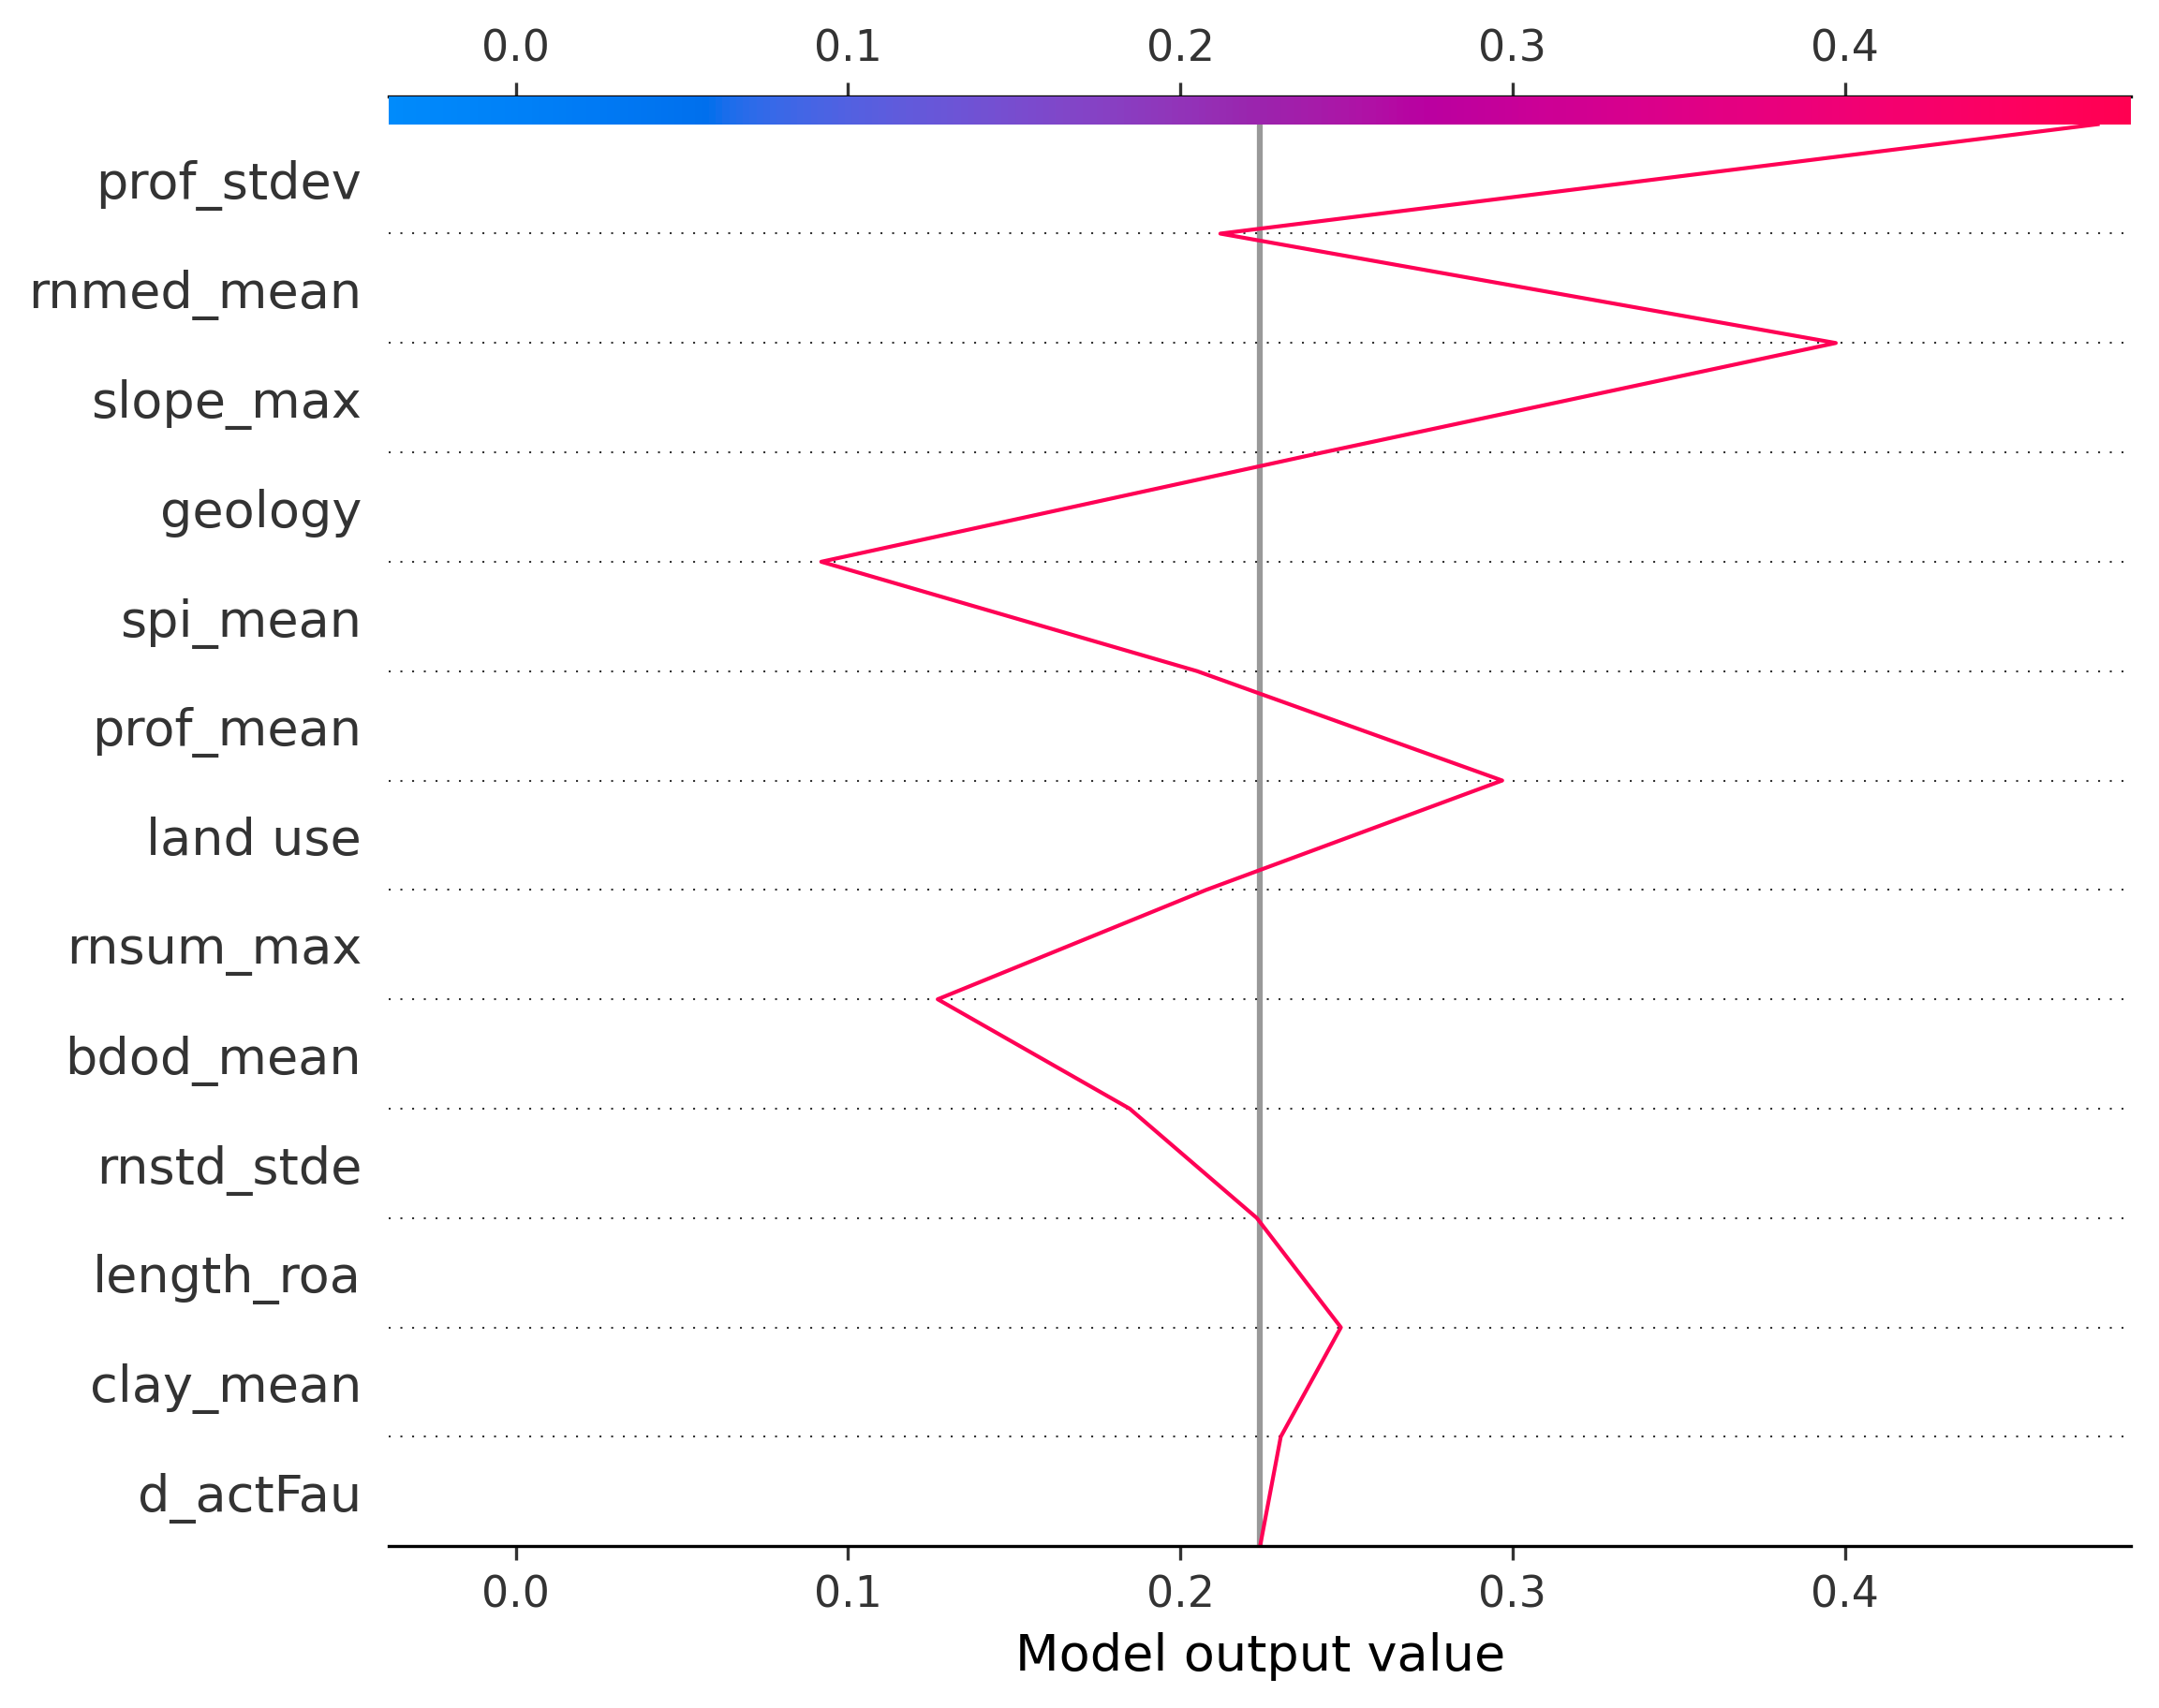 0.0 0.1 0.2 0.3 0.4
prof_stdev
rnmed_mean
slope_max
geology
spi_mean
prof_mean
land use
rnsum_max
bdod_mean
rnstd_stde
length_roa
clay_mean
d_actFau
0.0 0.1 0.2 0.3 0.4
Model output value